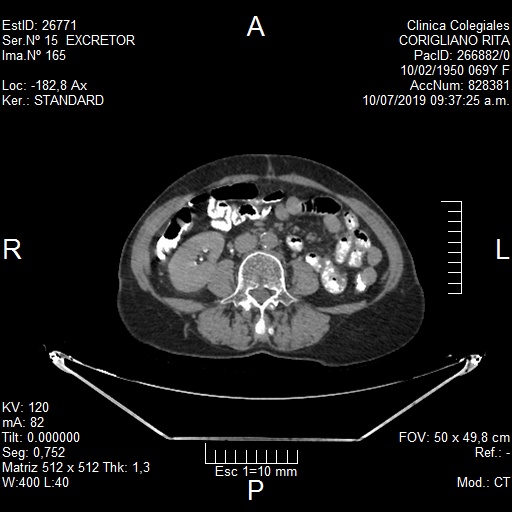 EstID: 26771
Ser.Nº 15 EXCRETOR
Ima.Nº 165
Loc: -182,8 Ax
Ker.: STANDARD
A
Clinica Colegiales
CORIGLIANO RITA
PacID: 266882/0
10/02/1950 069Y F
AccNum: 828381
10/07/2019 09:37:25 a.m.
R
L
KV: 120
mA: 82
Tilt: 0.000000
Seg: 0,752
Matriz 512 x 512 Thk: 1,3
W:400 L:40
Esc 1=10 mm
P
FOV: 50 x 49,8 cm
Ref.: -
Mod.: CT